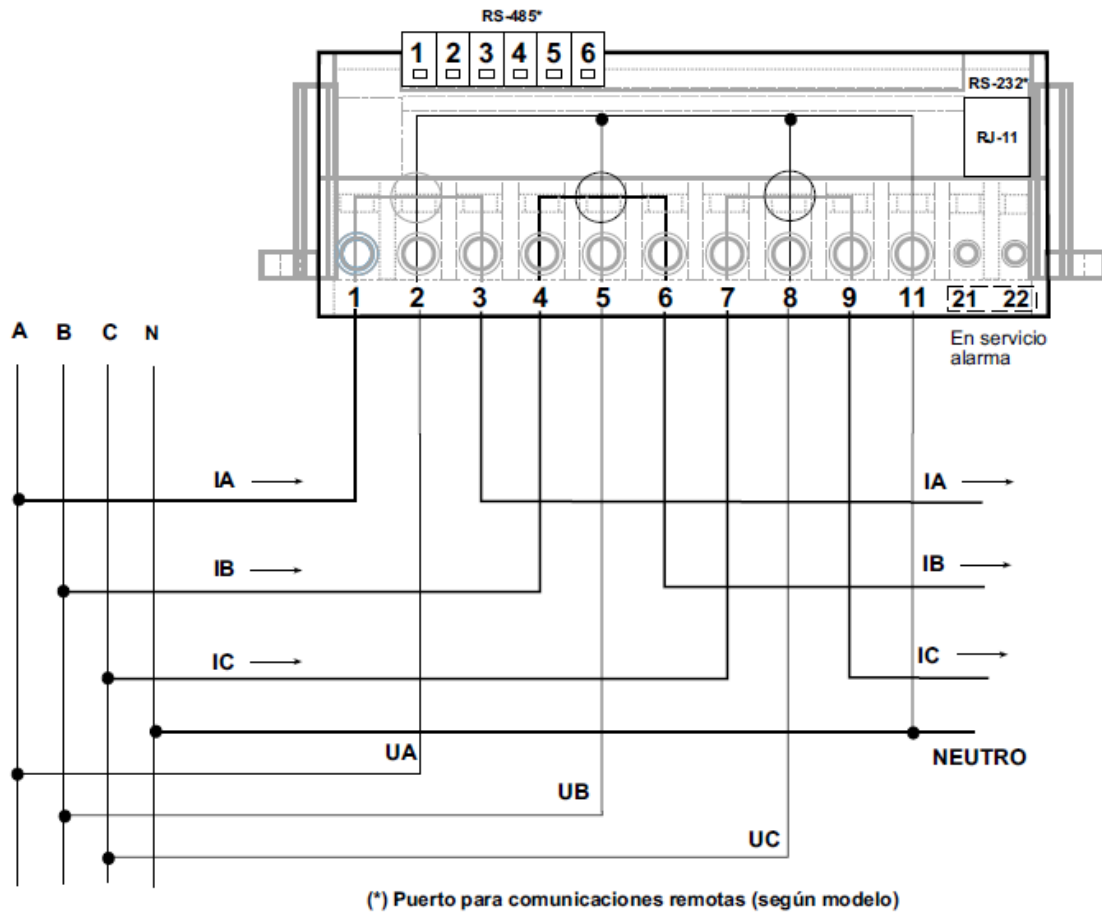 RS-485*
1 2 3 4 5 6
RS-232*
RJ-11
1 2 3 4 5 6 7 8 9 11 21 22
A B C N
En servicio
alarma
IA IA
IB IB
IC IC
UA NEUTRO
UB
UC
(*) Puerto para comunicaciones remotas (según modelo)